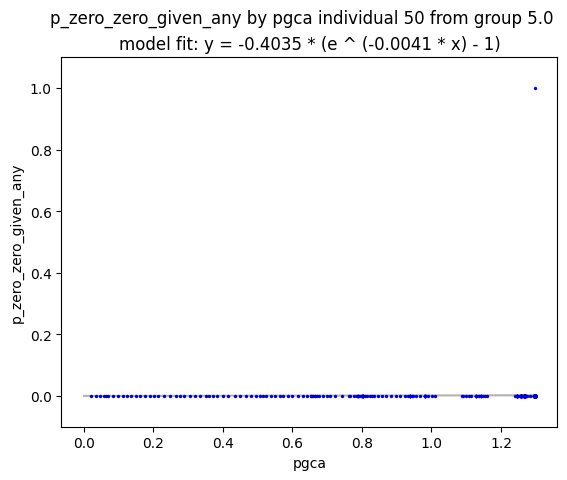 p_zero_zero_given_any by pgca individual 50 from group 5.0
model fit: y = -0.4035 * (e ^ (-0.0041 * x) - 1)
1.0
0.8
0.6
0.4
0.2
0.0
p_zero_zero_given_any
0.0 0.2 0.4 0.6 0.8 1.0 1.2
pgca